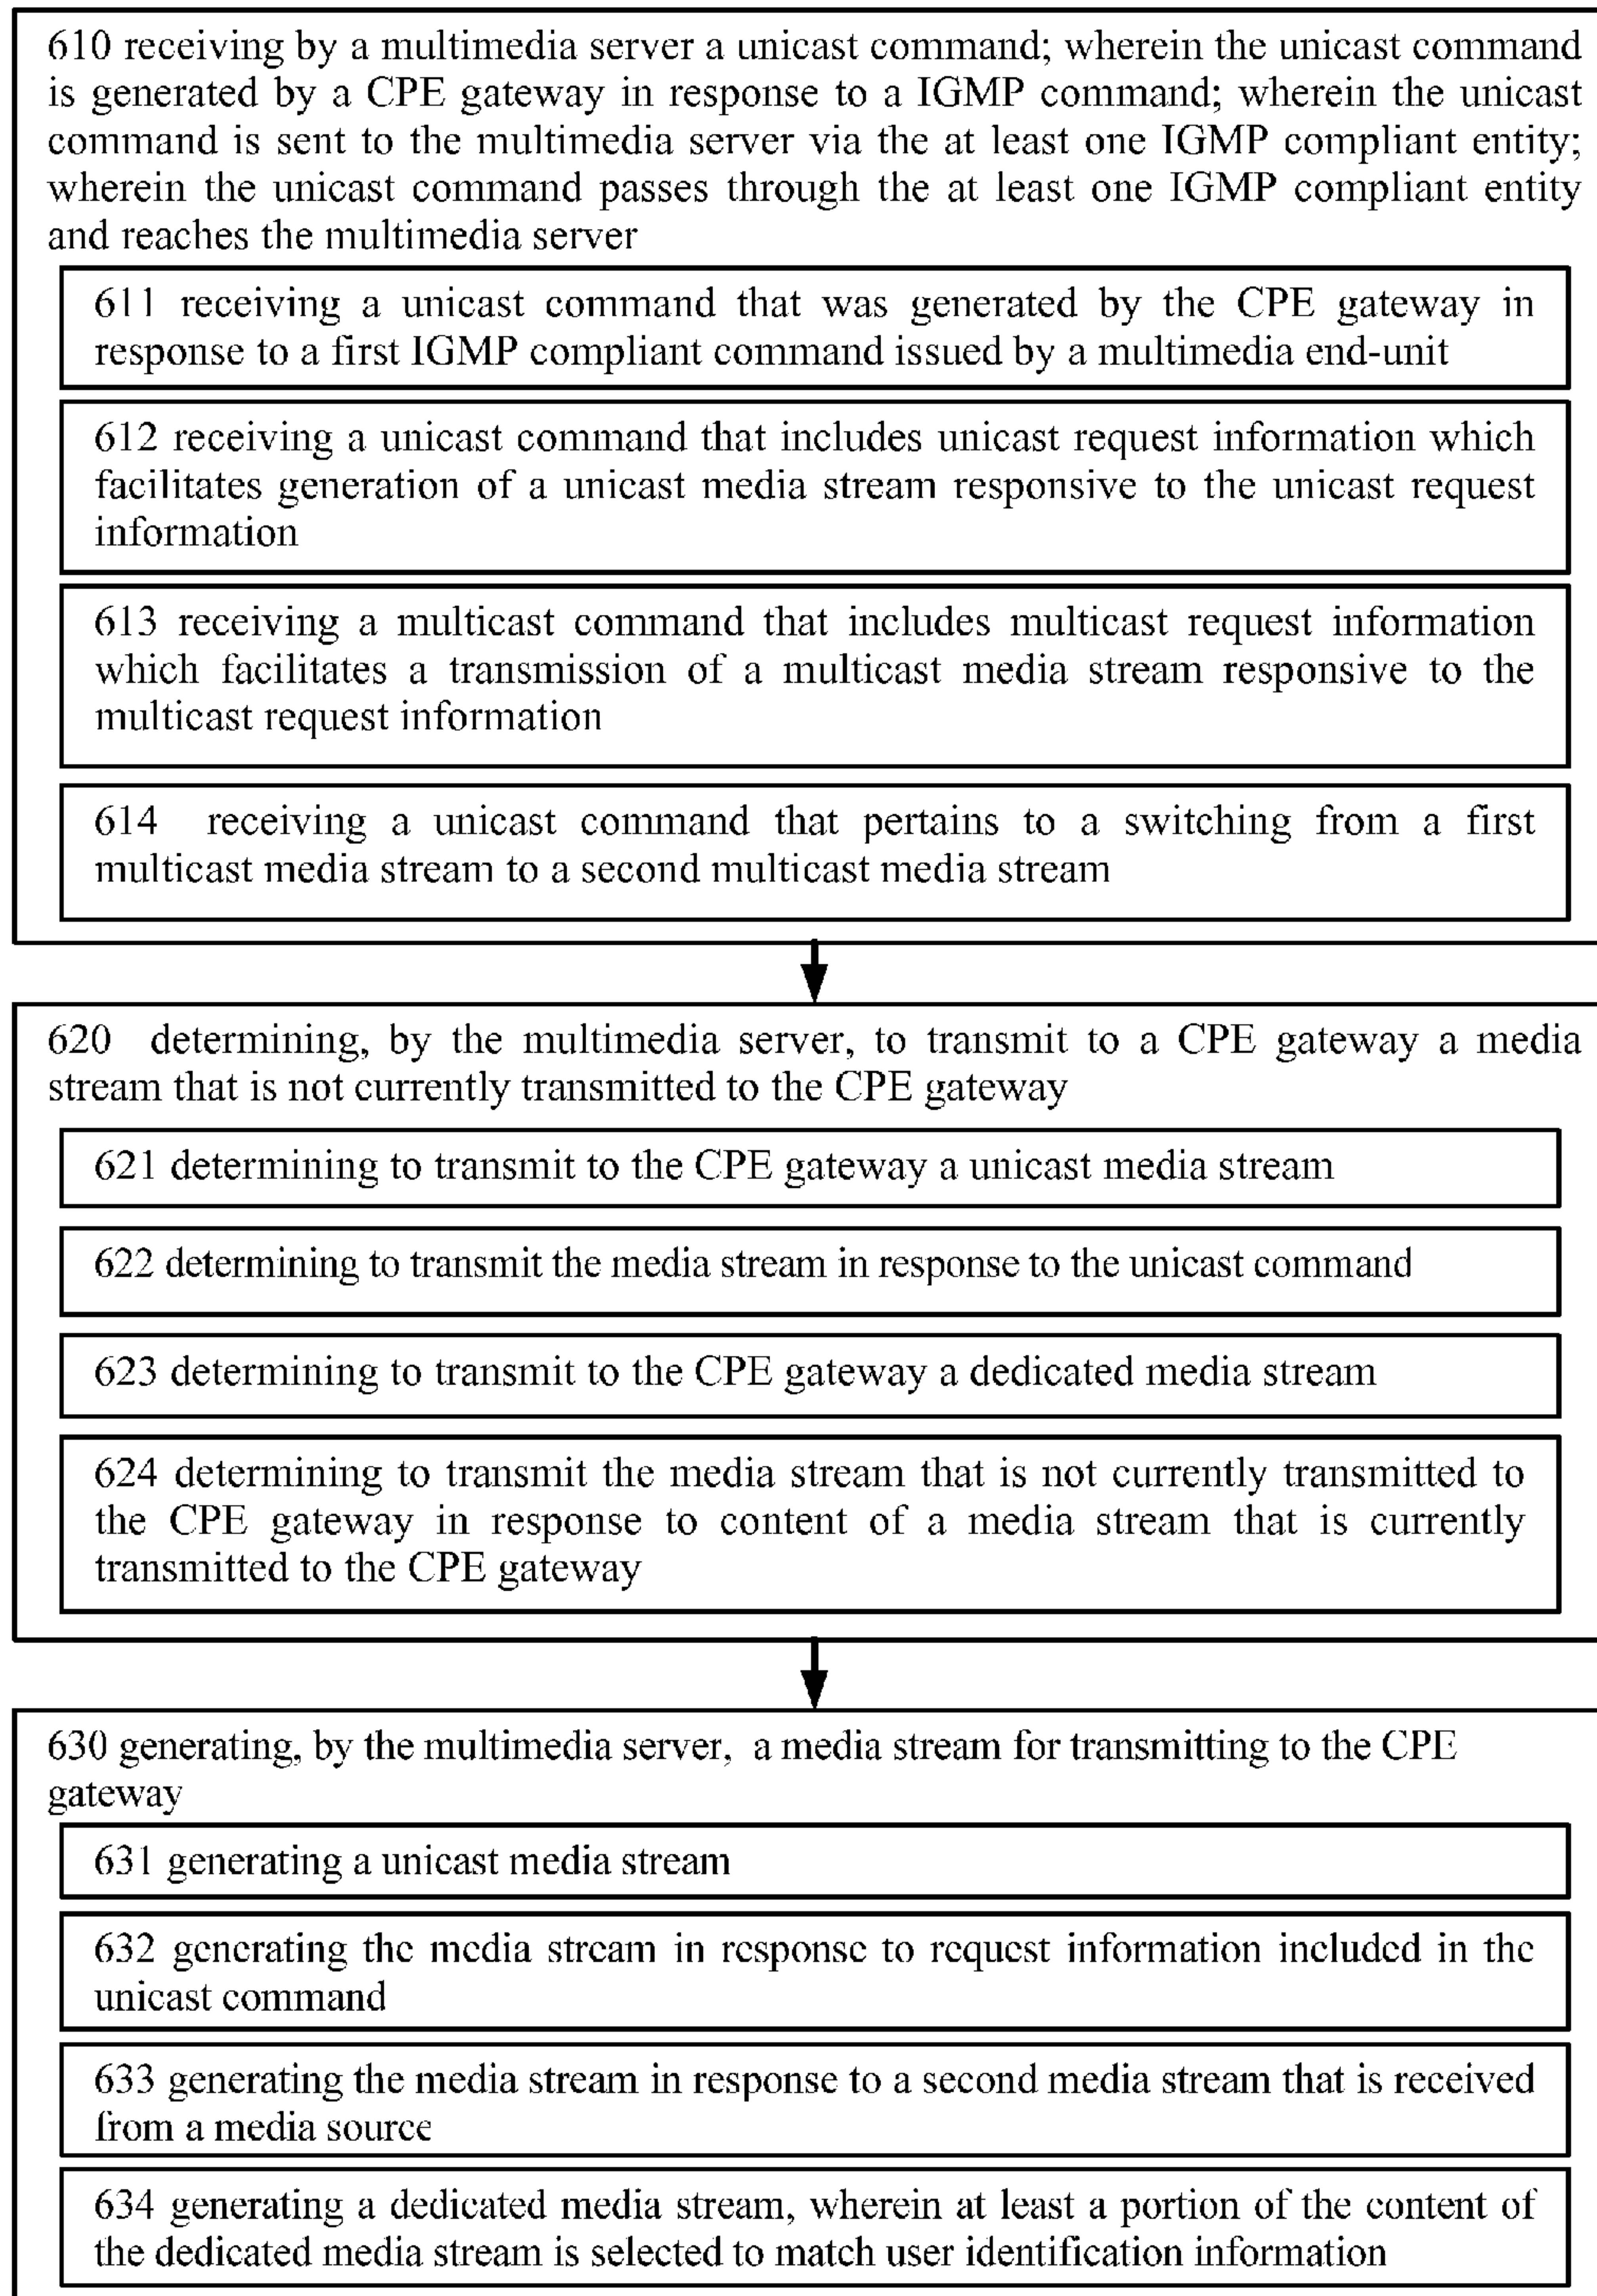 610 receiving by a multimedia server a unicast command; wherein the unicast command
is generated by a CPE gateway in response to a IGMP command; wherein the unicast
command is sent to the multimedia server via the at least one IGMP compliant entity;
wherein the unicast command passes through the at least one IGMP compliant entity
and reaches the multimedia server
611 receiving a unicast command that was generated by the CPE gateway in
response to a first IGMP compliant command issued by a multimedia end-unit
612 receiving a unicast command that includes unicast request information which
facilitates generation of a unicast media stream responsive to the unicast request
information
613 receiving a multicast command that includes multicast request information
which facilitates a transmission of a multicast media stream responsive to the
multicast request information
614 receiving a unicast command that pertains to a switching from a first
multicast media stream to a second multicast media stream
620 determining, by the multimedia server, to transmit to a CPE gateway a media
stream that is not currently transmitted to the CPE gateway
621 determining to transmit to the CPE gateway a unicast media stream
622 determining to transmit the media stream in response to the unicast command
623 determining to transmit to the CPE gateway a dedicated media stream
624 determining to transmit the media stream that is not currently transmitted to
the CPE gateway in response to content of a media stream that is currently
transmitted to the CPE gateway
630 generating, by the multimedia server, a media stream for transmitting to the CPE
gateway
631 generating a unicast media stream
632 generating the media stream in response to request information included in the
unicast command
633 generating the media stream in response to a second media stream that is received
from a media source
634 generating a dedicated media stream, wherein at least a portion of the content of
the dedicated media stream is selected to match user identification information